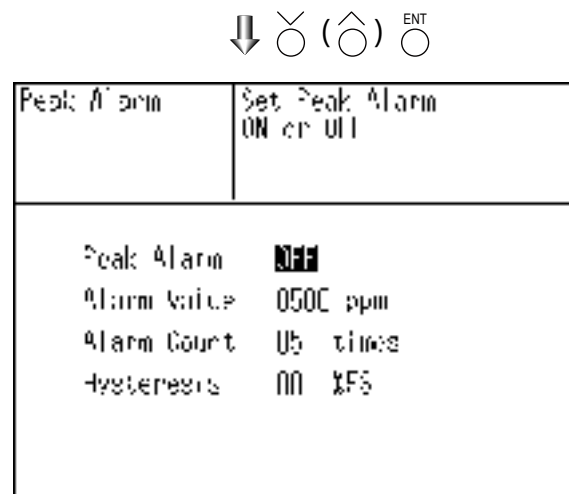 ENT
Peak Alarm
Set Peak Alarm
ON or OFF
Peak Alarm OFF
Alarm Value 0500 ppm
Alarm Count 05 times
Hysteresis 00 %FS